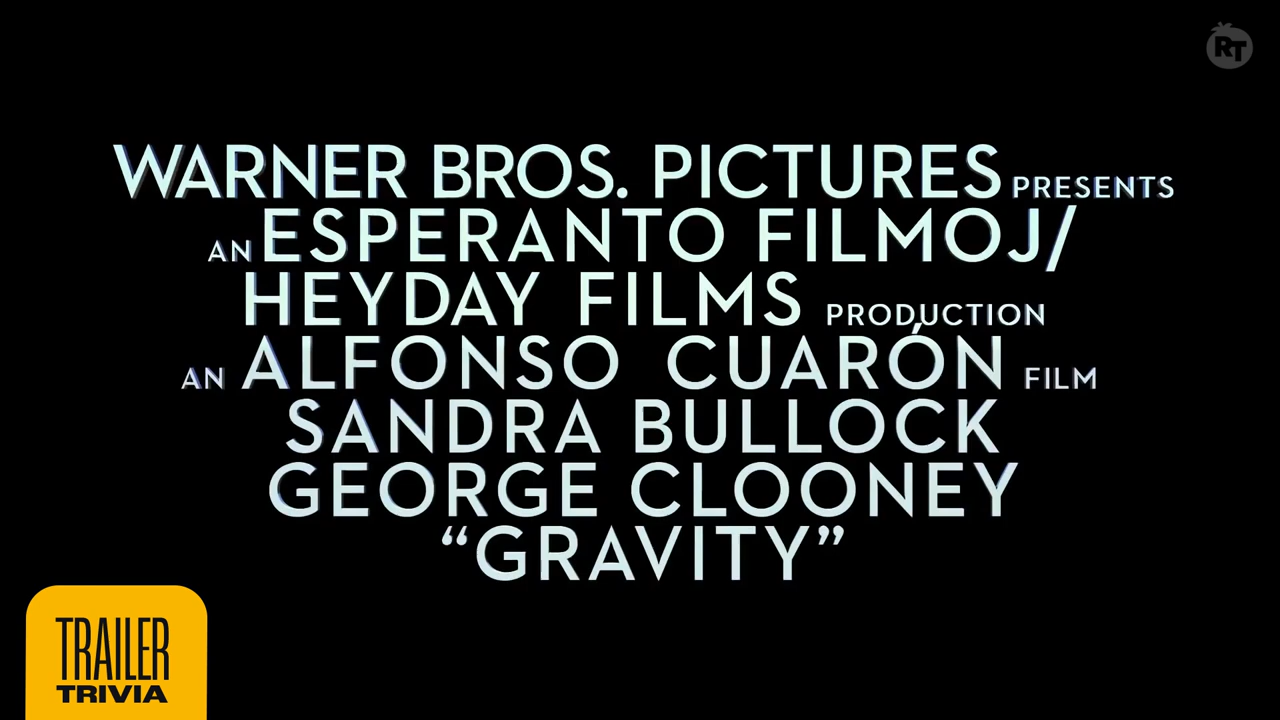 RT
WARNER BROS. PICTURES PRESENTS
AN ESPERANTO FILMOJ/
HEYDAY FILMS PRODUCTION
AN ALFONSO CUARÓN FILM
SANDRA BULLOCK
GEORGE CLOONEY
“GRAVITY”
TRAILER
TRIVIA